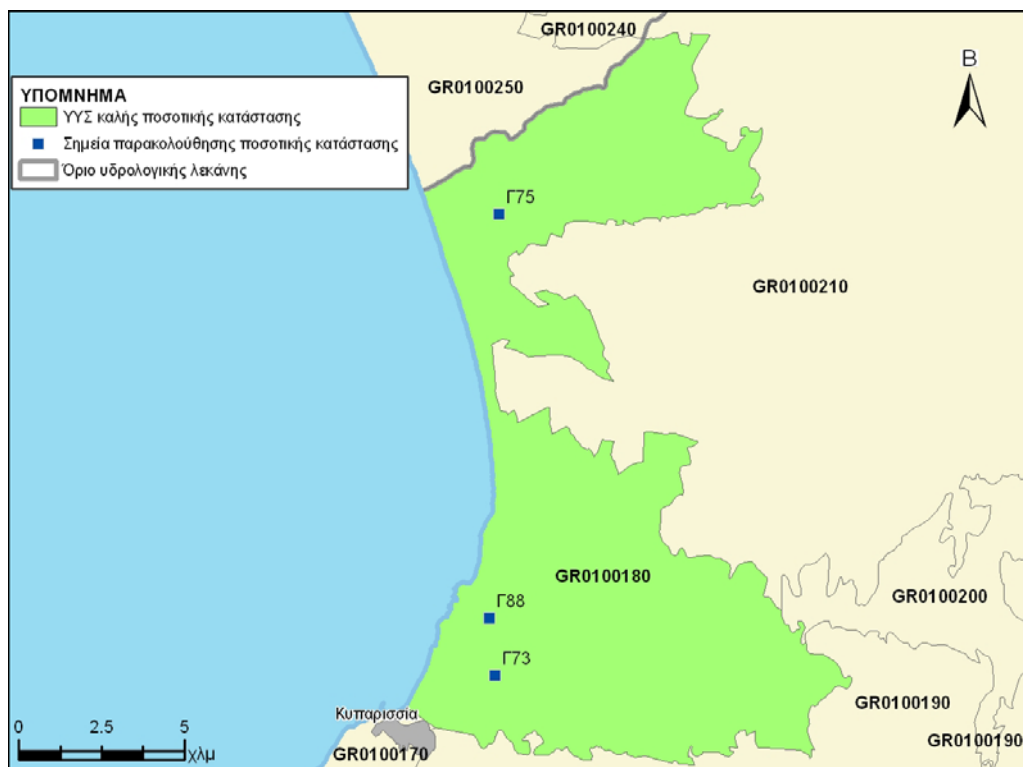 GR0100240
Β
GR0100250
ΥΠΟΜΝΗΜΑ
ΥΥΣ καλής ποσοτικής κατάστασης
Σημεία παρακολούθησης ποσοτικής κατάστασης
Όριο υδρολογικής λεκάνης
Γ75
GR0100210
GR0100180
GR0100200
Γ88
Γ73
GR0100190
Κυπαρισσία
GR0100190
GR0100170
0 2.5 5
χλμ